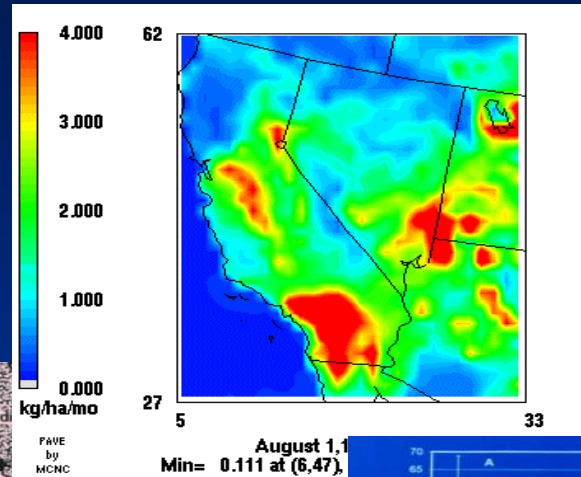 4.000
3.000
2.000
1.000
0.000
kg/ha/mo
PAVE
by
MCNC
62
27
5
33
August 1,1
Min= 0.111 at (6,47),
70
65
A